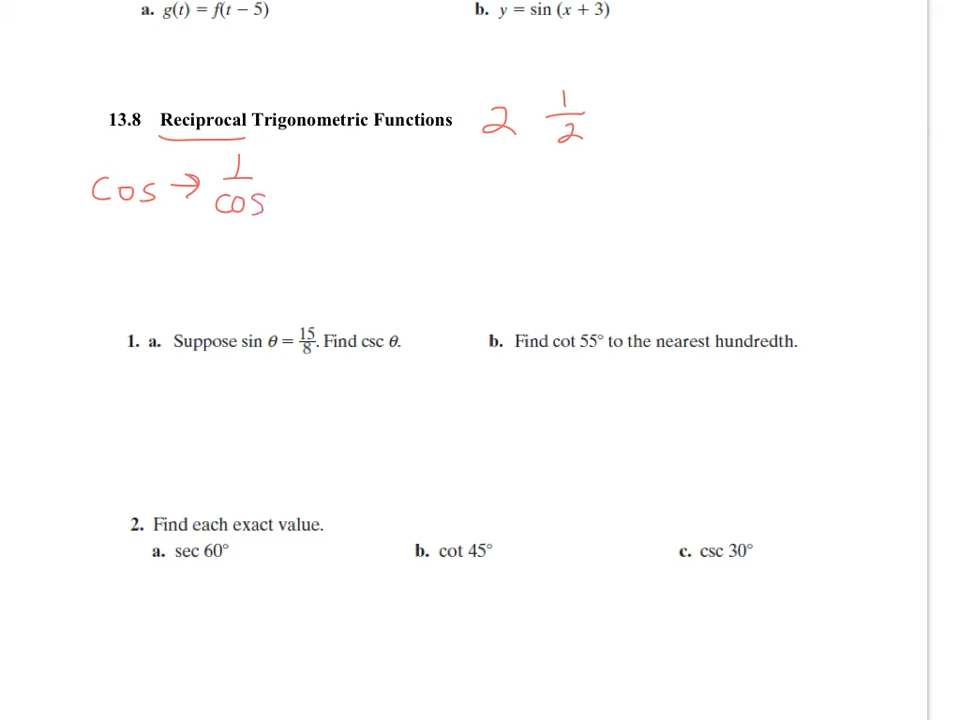 a. g(t) = f(t − 5) b. y = sin (x + 3)
13.8 Reciprocal Trigonometric Functions 2 1/2
cos → 1/cos
1. a. Suppose sin θ = 15/8. Find csc θ. b. Find cot 55° to the nearest hundredth.
2. Find each exact value.
a. sec 60° b. cot 45° c. csc 30°